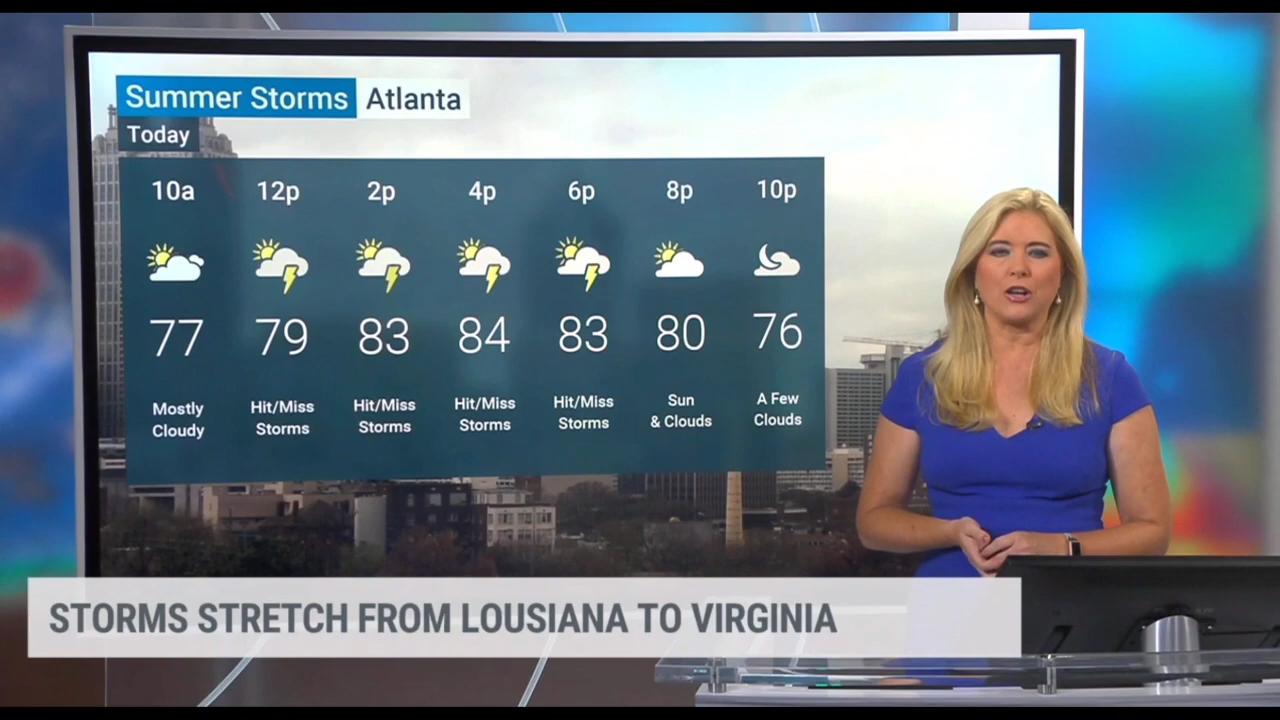 Summer Storms Atlanta
Today
10a 12p 2p 4p 6p 8p 10p
77 79 83 84 83 80 76
Mostly Cloudy
Hit/Miss Storms
Hit/Miss Storms
Hit/Miss Storms
Hit/Miss Storms
Sun & Clouds
A Few Clouds
STORMS STRETCH FROM LOUSIANA TO VIRGINIA